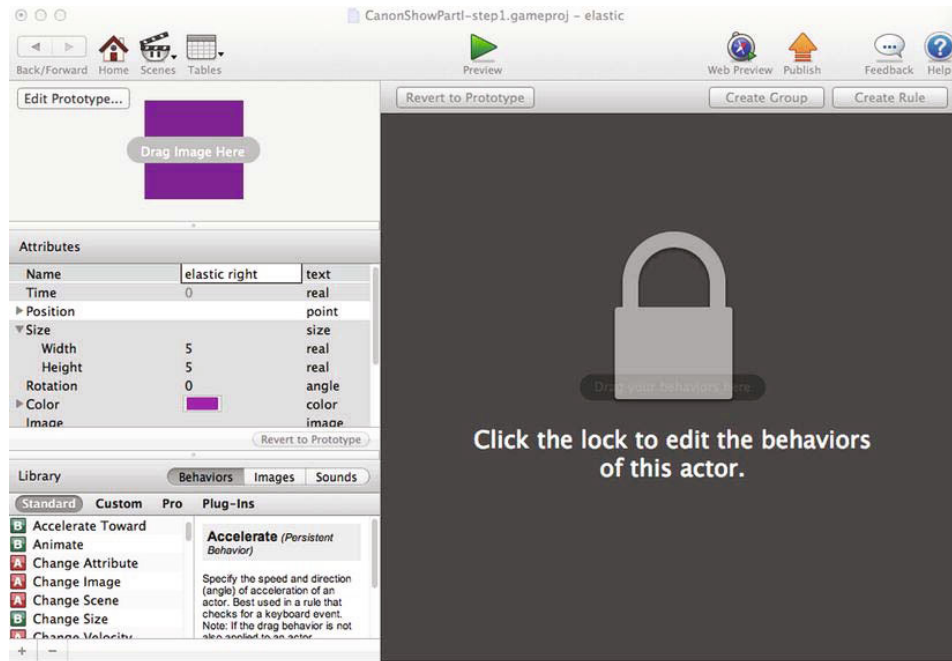 CanonShowPartI-step1.gameproj - elastic
Back/Forward Home Scenes Tables Preview Web Preview Publish Feedback Help
Edit Prototype...
Drag Image Here
Revert to Prototype Create Group Create Rule
Attributes
Name elastic right text
Time 0 real
Position point
Size size
Width 5 real
Height 5 real
Rotation 0 angle
Color color
Image image
Revert to Prototype
Library Behaviors Images Sounds
Standard Custom Pro Plug-Ins
B Accelerate Toward
B Animate
A Change Attribute
A Change Image
A Change Scene
B Change Size
A Change Velocity
Accelerate (Persistent
Behavior)
Specify the speed and direction
(angle) of acceleration of an
actor. Best used in a rule that
checks for a keyboard event.
Note: If the drag behavior is not
also applied to an actor
Drag your behaviors here
Click the lock to edit the behaviors
of this actor.